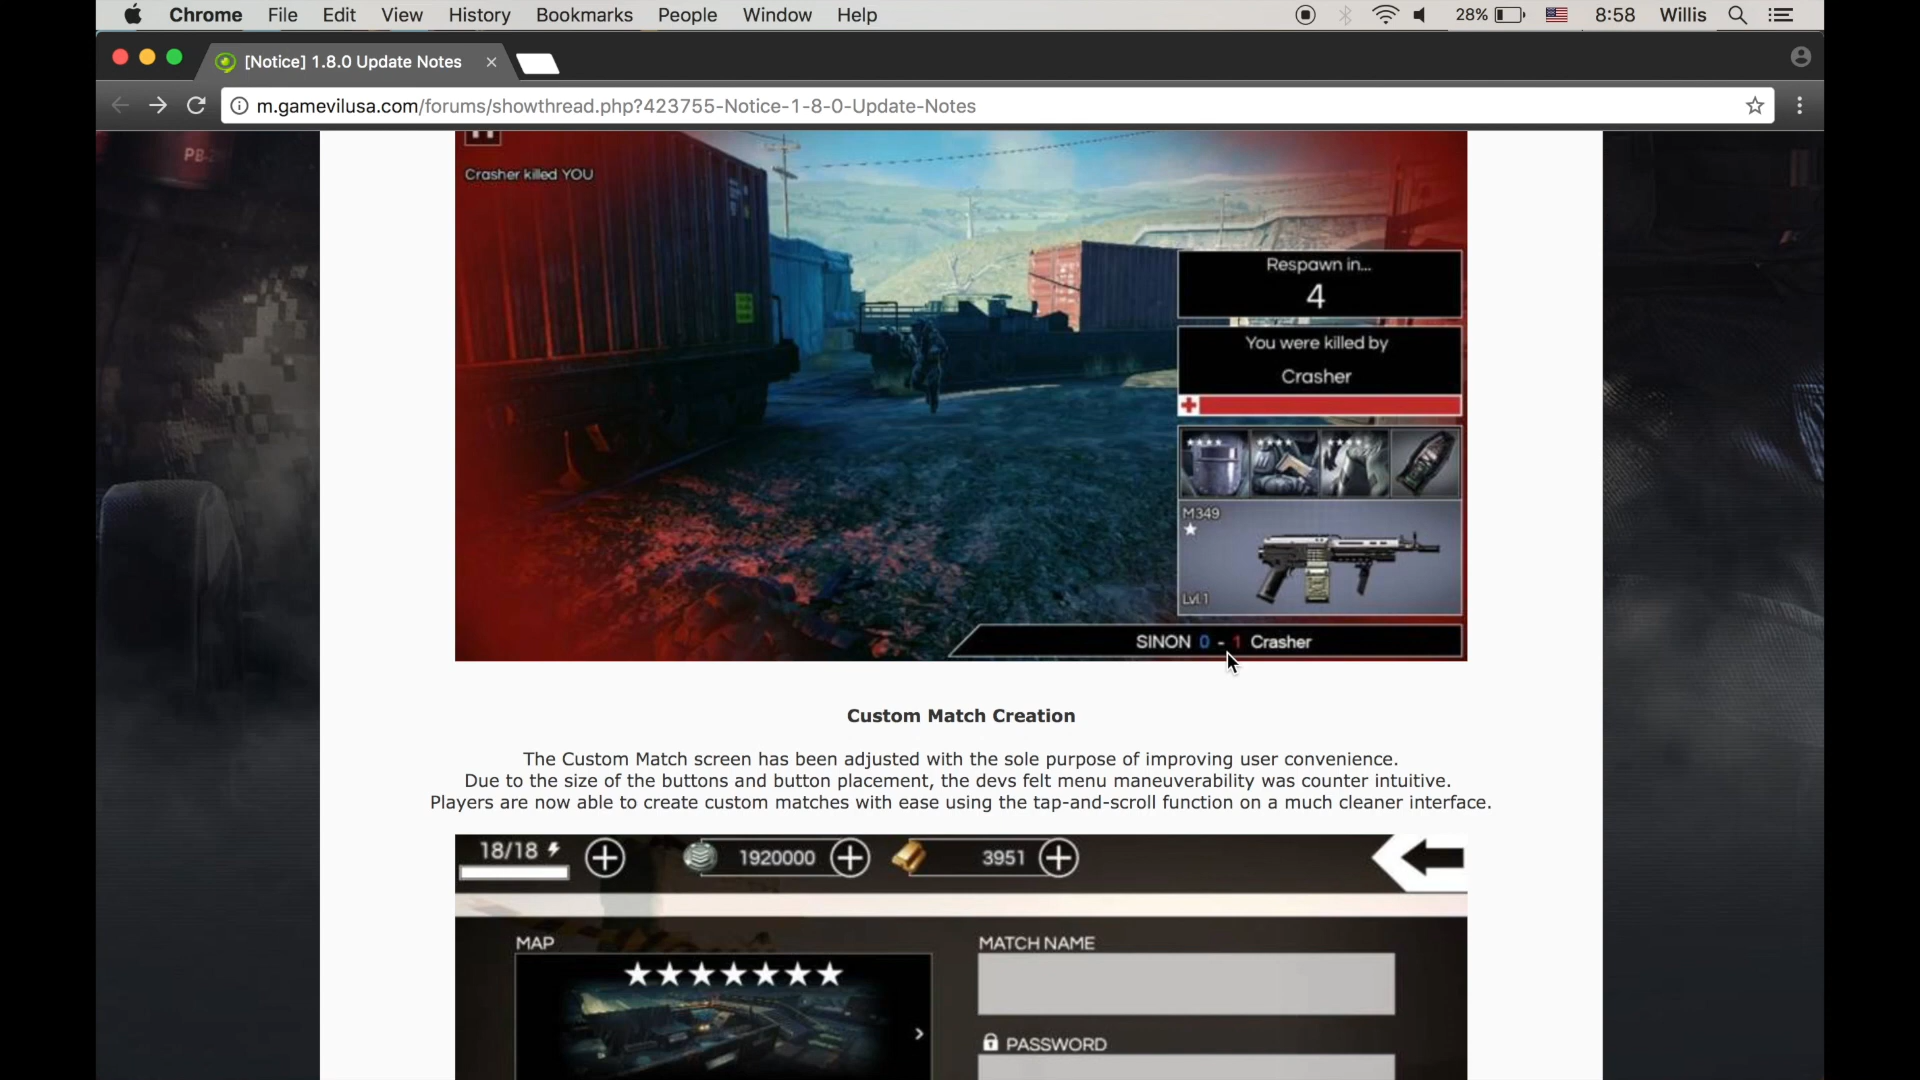 Chrome File Edit View History Bookmarks People Window Help 28% 8:58 Willis
[Notice] 1.8.0 Update Notes
m.gamevilusa.com/forums/showthread.php?423755-Notice-1-8-0-Update-Notes
Crasher killed YOU
Respawn in...
4
You were killed by
Crasher
M349
Lvl.1
SINON 0 - 1 Crasher
Custom Match Creation
The Custom Match screen has been adjusted with the sole purpose of improving user convenience.
Due to the size of the buttons and button placement, the devs felt menu maneuverability was counter intuitive.
Players are now able to create custom matches with ease using the tap-and-scroll function on a much cleaner interface.
18/18 1920000 3951
MAP
MATCH NAME
PASSWORD